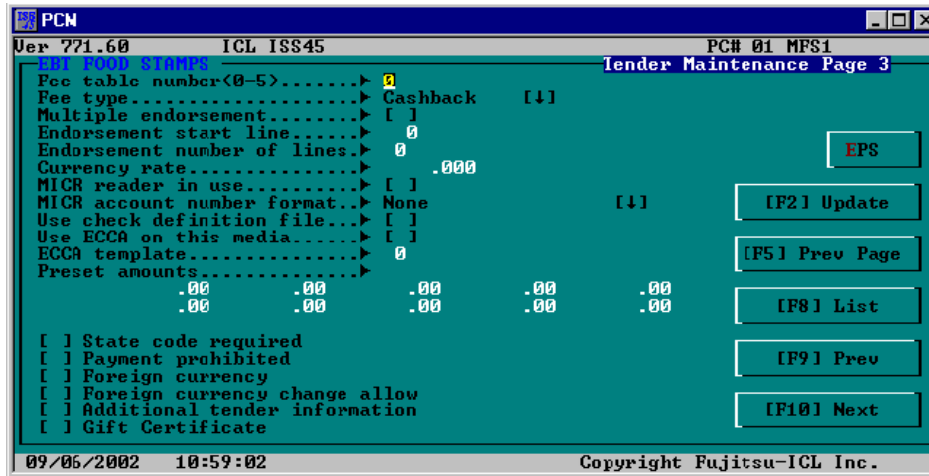 PCN
Ver 771.60 ICL ISS45 PC# 01 MFS1
EBT FOOD STAMPS Tender Maintenance Page 3
Fee table number<0-5>.......► 0
Fee type....................► Cashback [↓]
Multiple endorsement........► [ ]
Endorsement start line......► 0
Endorsement number of lines.► 0
Currency rate...............► .000
MICR reader in use..........► [ ]
MICR account number format..► None [↓]
Use check definition file...► [ ]
Use ECCA on this media......► [ ]
ECCA template...............► 0
Preset amounts..............►
.00 .00 .00 .00 .00
.00 .00 .00 .00 .00
[ ] State code required
[ ] Payment prohibited
[ ] Foreign currency
[ ] Foreign currency change allow
[ ] Additional tender information
[ ] Gift Certificate
EPS
[F2] Update
[F5] Prev Page
[F8] List
[F9] Prev
[F10] Next
09/06/2002 10:59:02 Copyright Fujitsu-ICL Inc.